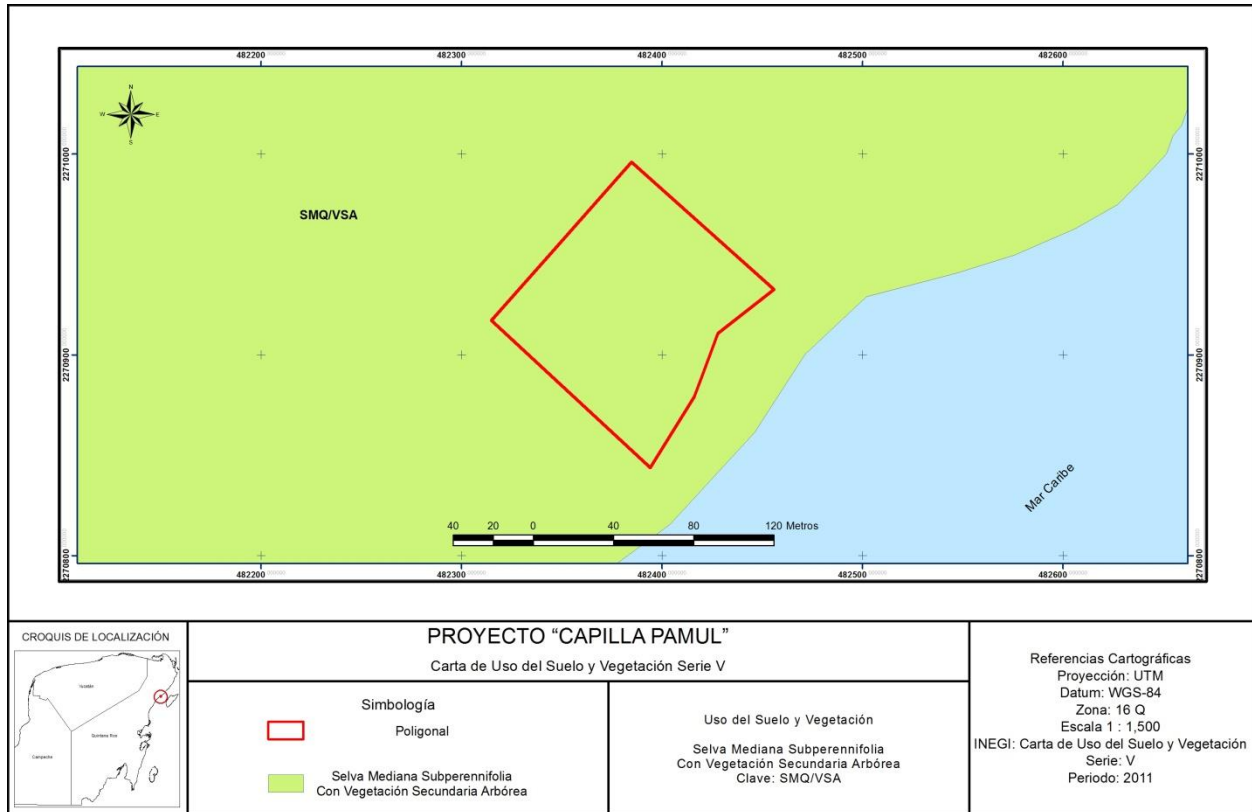 482200 482300 482400 482500 482600
N
W E
S
2271000 2271000
SMQ/VSA
2270900 2270900
Mar Caribe
40 20 0 40 80 120 Metros
2270800 2270800
482200 482300 482400 482500 482600
CROQUIS DE LOCALIZACIÓN
Yucatán
Quintana Roo
Campeche
PROYECTO “CAPILLA PAMUL”
Carta de Uso del Suelo y Vegetación Serie V
Simbología
Poligonal
Selva Mediana Subperennifolia
Con Vegetación Secundaria Arbórea
Uso del Suelo y Vegetación
Selva Mediana Subperennifolia
Con Vegetación Secundaria Arbórea
Clave: SMQ/VSA
Referencias Cartográficas
Proyección: UTM
Datum: WGS-84
Zona: 16 Q
Escala 1 : 1,500
INEGI: Carta de Uso del Suelo y Vegetación
Serie: V
Periodo: 2011